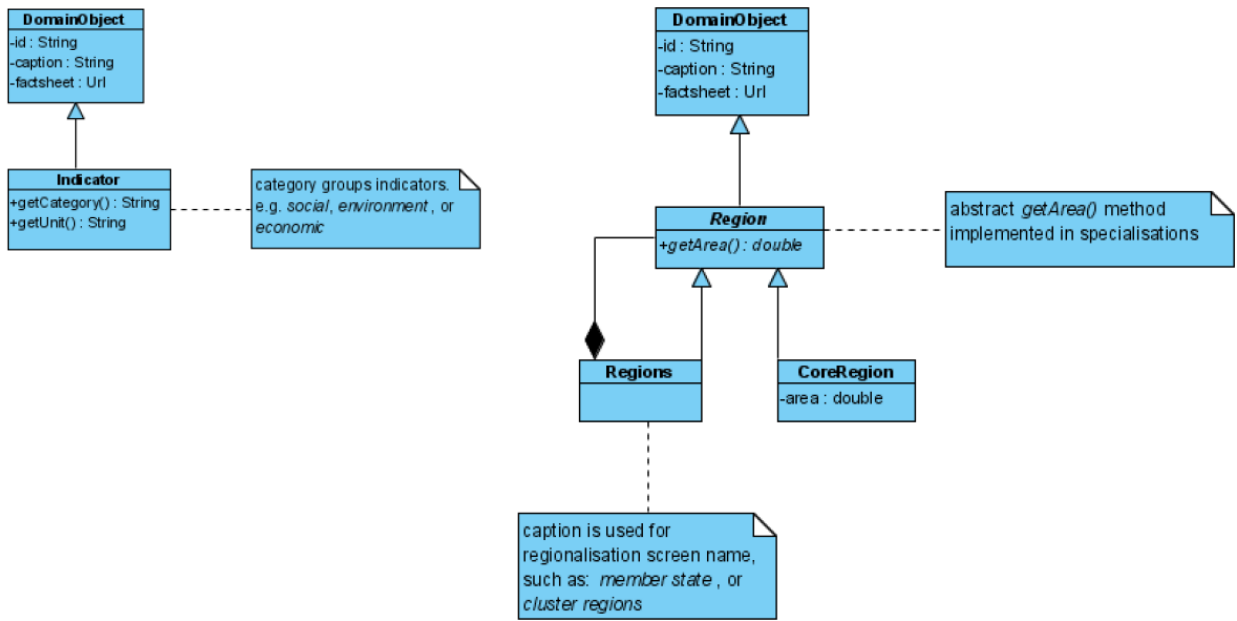 DomainObject
-id : String
-caption : String
-factsheet : Url
Indicator
+getCategory() : String
+getUnit() : String
category groups indicators.
e.g. social, environment , or
economic
DomainObject
-id : String
-caption : String
-factsheet : Url
Region
+getArea() : double
abstract getArea() method
implemented in specialisations
Regions
CoreRegion
-area : double
caption is used for
regionalisation screen name,
such as: member state , or
cluster regions